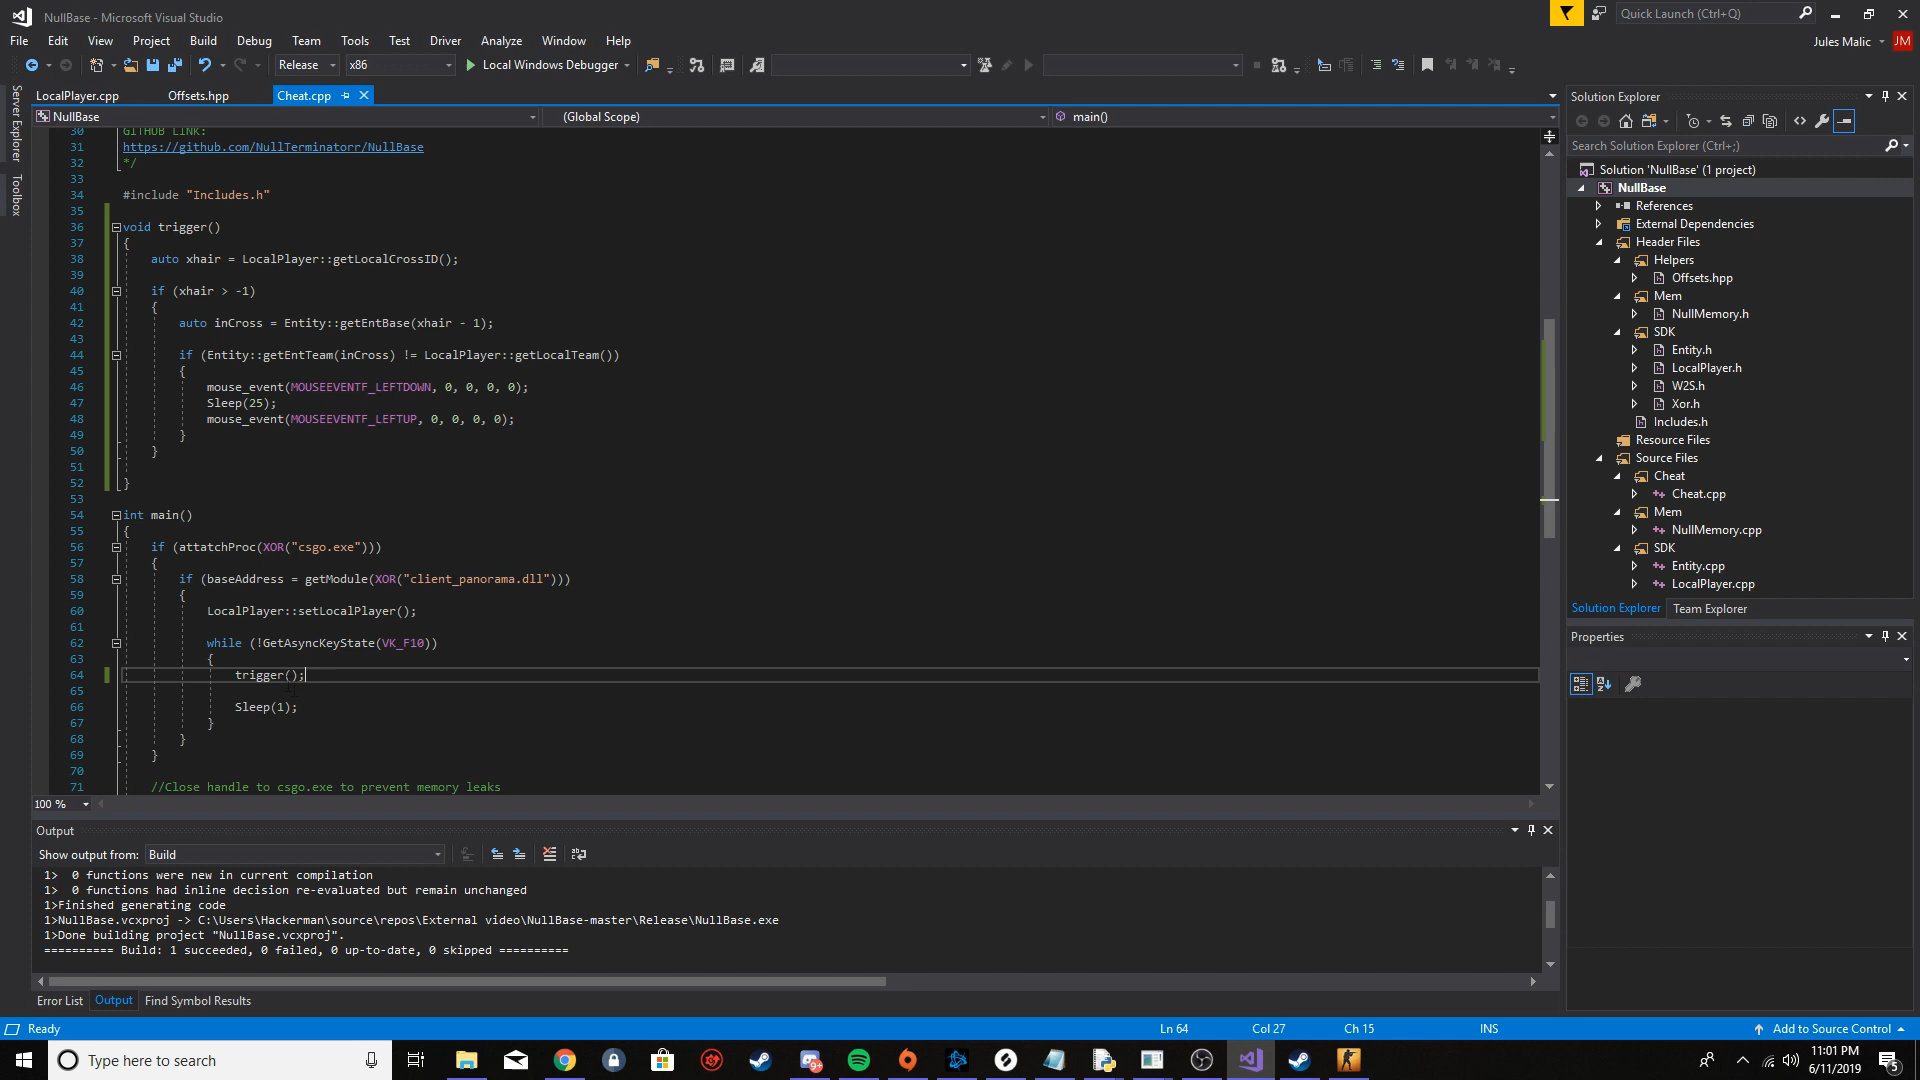 NullBase - Microsoft Visual Studio
Quick Launch (Ctrl+Q)
File Edit View Project Build Debug Team Tools Test Driver Analyze Window Help
Jules Malic JM
Release x86 Local Windows Debugger
Server Explorer
Toolbox
LocalPlayer.cpp Offsets.hpp Cheat.cpp
NullBase (Global Scope) main()
30 GITHUB LINK:
31 https://github.com/NullTerminatorr/NullBase
32 */
33
34 #include "Includes.h"
35
36 void trigger()
37 {
38 auto xhair = LocalPlayer::getLocalCrossID();
39
40 if (xhair > -1)
41 {
42 auto inCross = Entity::getEntBase(xhair - 1);
43
44 if (Entity::getEntTeam(inCross) != LocalPlayer::getLocalTeam())
45 {
46 mouse_event(MOUSEEVENTF_LEFTDOWN, 0, 0, 0, 0);
47 Sleep(25);
48 mouse_event(MOUSEEVENTF_LEFTUP, 0, 0, 0, 0);
49 }
50 }
51
52 }
53
54 int main()
55 {
56 if (attatchProc(XOR("csgo.exe")))
57 {
58 if (baseAddress = getModule(XOR("client_panorama.dll")))
59 {
60 LocalPlayer::setLocalPlayer();
61
62 while (!GetAsyncKeyState(VK_F10))
63 {
64 trigger();
65
66 Sleep(1);
67 }
68 }
69 }
70
71 //Close handle to csgo.exe to prevent memory leaks
100 %
Output
Show output from: Build
1>  0 functions were new in current compilation
1>  0 functions had inline decision re-evaluated but remain unchanged
1>Finished generating code
1>NullBase.vcxproj -> C:\Users\Hackerman\source\repos\External video\NullBase-master\Release\NullBase.exe
1>Done building project "NullBase.vcxproj".
========== Build: 1 succeeded, 0 failed, 0 up-to-date, 0 skipped ==========
Error List Output Find Symbol Results
Solution Explorer
Search Solution Explorer (Ctrl+;)
Solution 'NullBase' (1 project)
NullBase
References
External Dependencies
Header Files
Helpers
Offsets.hpp
Mem
NullMemory.h
SDK
Entity.h
LocalPlayer.h
W2S.h
Xor.h
Includes.h
Resource Files
Source Files
Cheat
Cheat.cpp
Mem
NullMemory.cpp
SDK
Entity.cpp
LocalPlayer.cpp
Solution Explorer Team Explorer
Properties
Ready Ln 64 Col 27 Ch 15 INS Add to Source Control
Type here to search
9+
11:01 PM
6/11/2019
5